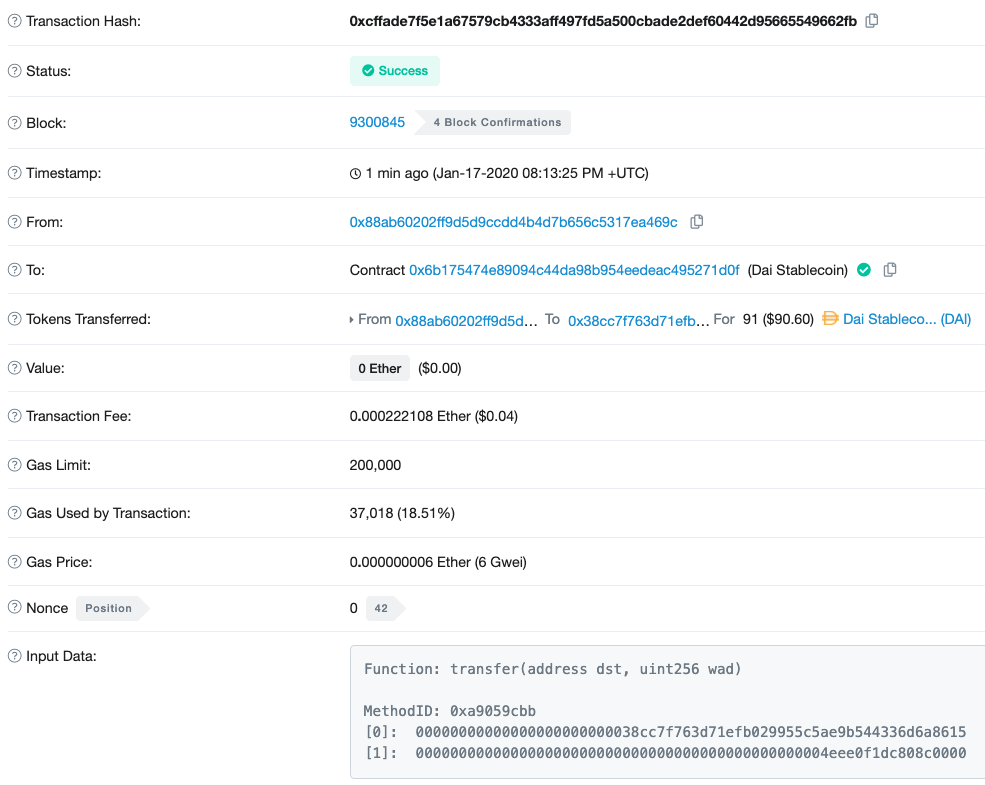 Transaction Hash: 0xcffade7f5e1a67579cb4333aff497fd5a500cbade2def60442d95665549662fb
Status: Success
Block: 9300845 4 Block Confirmations
Timestamp: 1 min ago (Jan-17-2020 08:13:25 PM +UTC)
From: 0x88ab60202ff9d5d9ccdd4b4d7b656c5317ea469c
To: Contract 0x6b175474e89094c44da98b954eedeac495271d0f (Dai Stablecoin)
Tokens Transferred: From 0x88ab60202ff9d5d... To 0x38cc7f763d71efb... For 91 ($90.60) Dai Stableco... (DAI)
Value: 0 Ether ($0.00)
Transaction Fee: 0.000222108 Ether ($0.04)
Gas Limit: 200,000
Gas Used by Transaction: 37,018 (18.51%)
Gas Price: 0.000000006 Ether (6 Gwei)
Nonce Position 0 42
Input Data: Function: transfer(address dst, uint256 wad)
MethodID: 0xa9059cbb
[0]: 00000000000000000000000038cc7f763d71efb029955c5ae9b544336d6a8615
[1]: 000000000000000000000000000000000000000000000004eee0f1dc808c0000